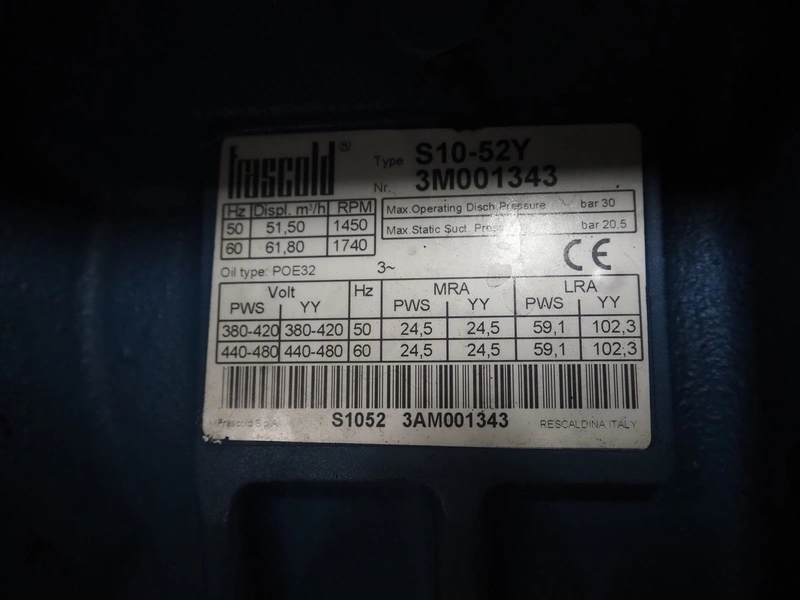 frascold® Type S10-52Y
Nr. 3M001343
Hz Displ. m³/h RPM
50 51,50 1450
60 61,80 1740
Max.Operating Disch Pressure bar 30
Max.Static Suct. Press bar 20,5
Oil type: POE32 3~
CE
Volt Hz MRA LRA
PWS YY PWS YY PWS YY
380-420 380-420 50 24,5 24,5 59,1 102,3
440-480 440-480 60 24,5 24,5 59,1 102,3
Frascold S.p.A. S1052 3AM001343 RESCALDINA ITALY